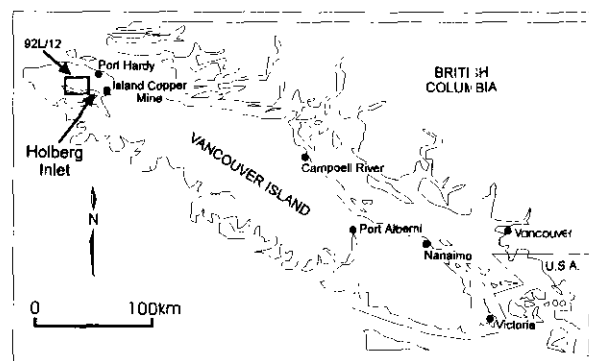 92L/12
Port Hardy
Island Copper
Mine
Holberg
Inlet
BRITISH
COLUMBIA
VANCOUVER ISLAND
Campbell River
N
Port Alberni
Nanaimo
Vancouver
U.S.A.
Victoria
0 100km